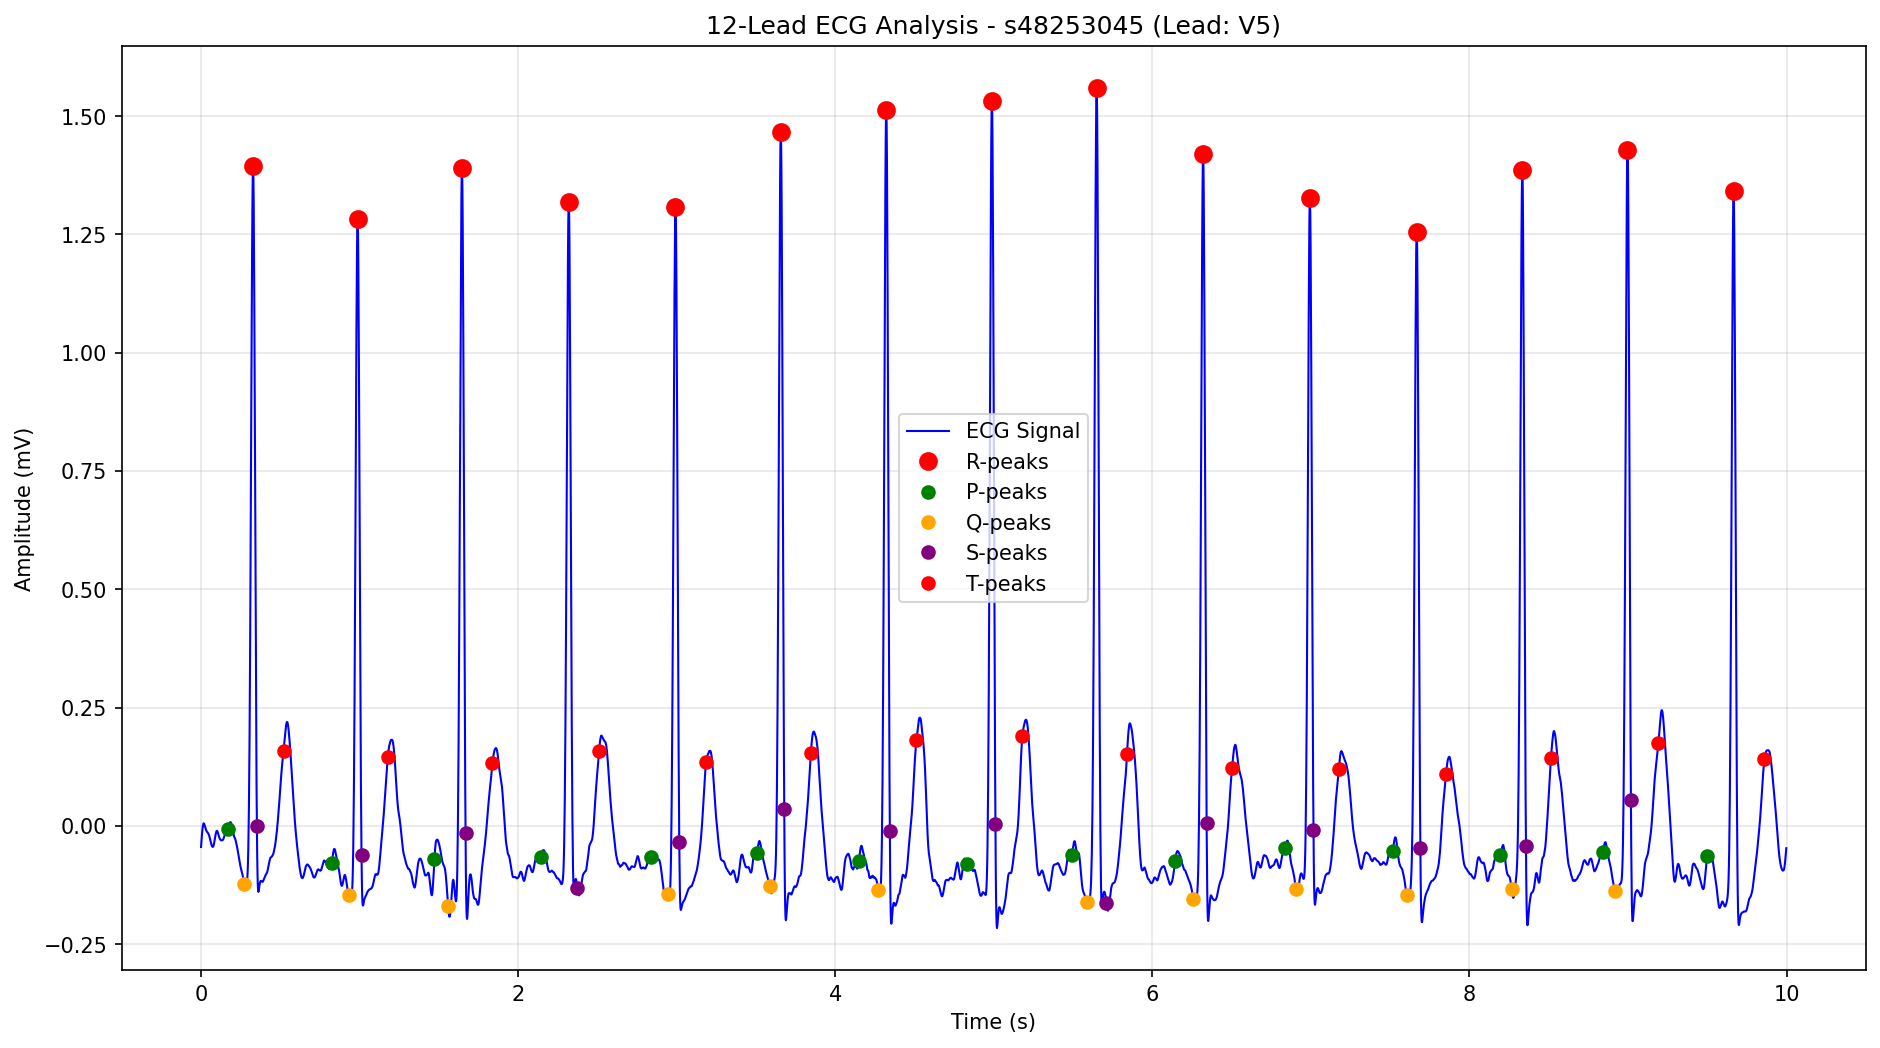 12-Lead ECG Analysis - s48253045 (Lead: V5)
Amplitude (mV)
1.50
1.25
1.00
0.75
0.50
0.25
0.00
−0.25
ECG Signal
R-peaks
P-peaks
Q-peaks
S-peaks
T-peaks
0 2 4 6 8 10
Time (s)